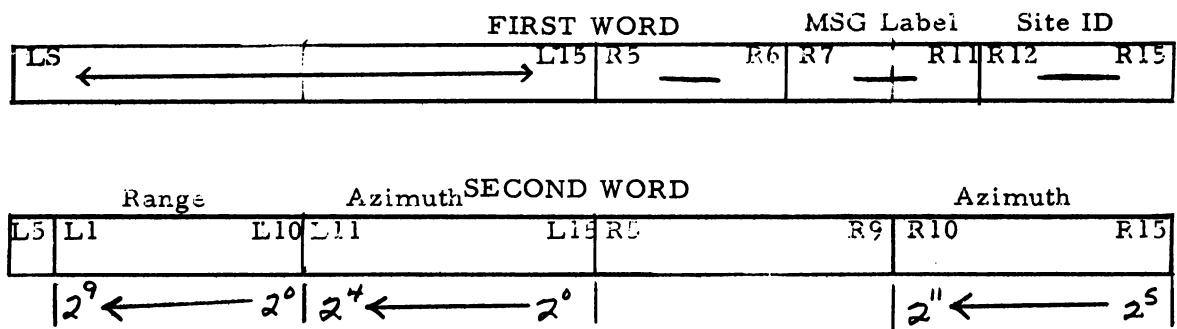 FIRST WORD MSG Label Site ID
LS L15 R5 R6 R7 R11 R12 R15
Range Azimuth SECOND WORD Azimuth
L5 L1 L10 L11 L15 R5 R9 R10 R15
2⁹ 2⁰ 2⁴ 2⁰ 2¹¹ 2⁵